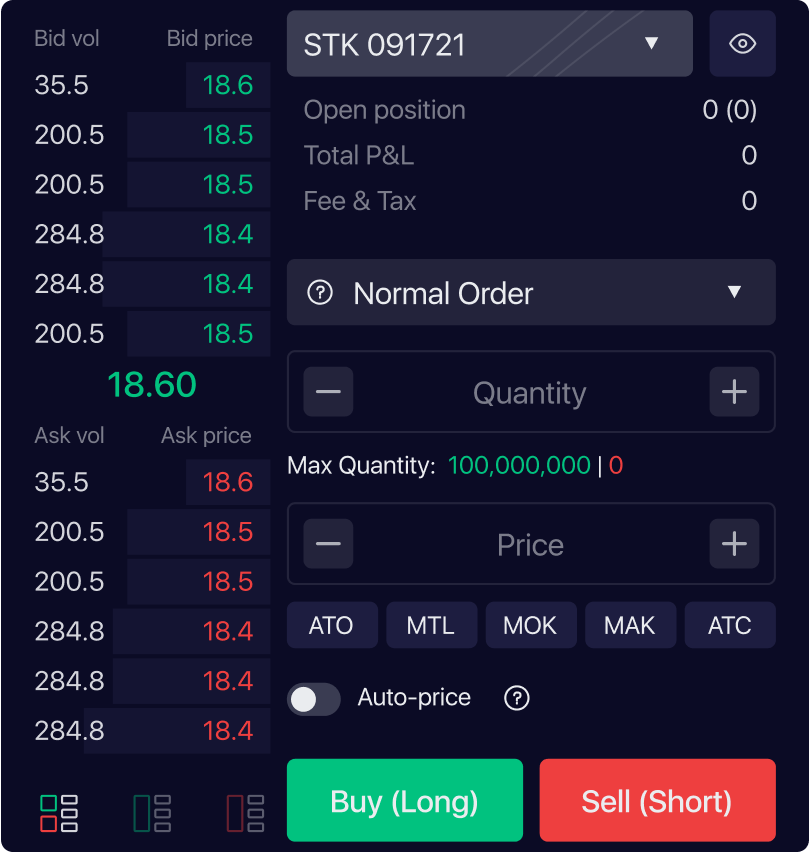 Bid vol Bid price
35.5 18.6
200.5 18.5
200.5 18.5
284.8 18.4
284.8 18.4
200.5 18.5
18.60
Ask vol Ask price
35.5 18.6
200.5 18.5
200.5 18.5
284.8 18.4
284.8 18.4
284.8 18.4
STK 091721 ▼
Open position 0 (0)
Total P&L 0
Fee & Tax 0
? Normal Order ▼
− Quantity +
Max Quantity: 100,000,000 | 0
− Price +
ATO MTL MOK MAK ATC
Auto-price ?
Buy (Long) Sell (Short)